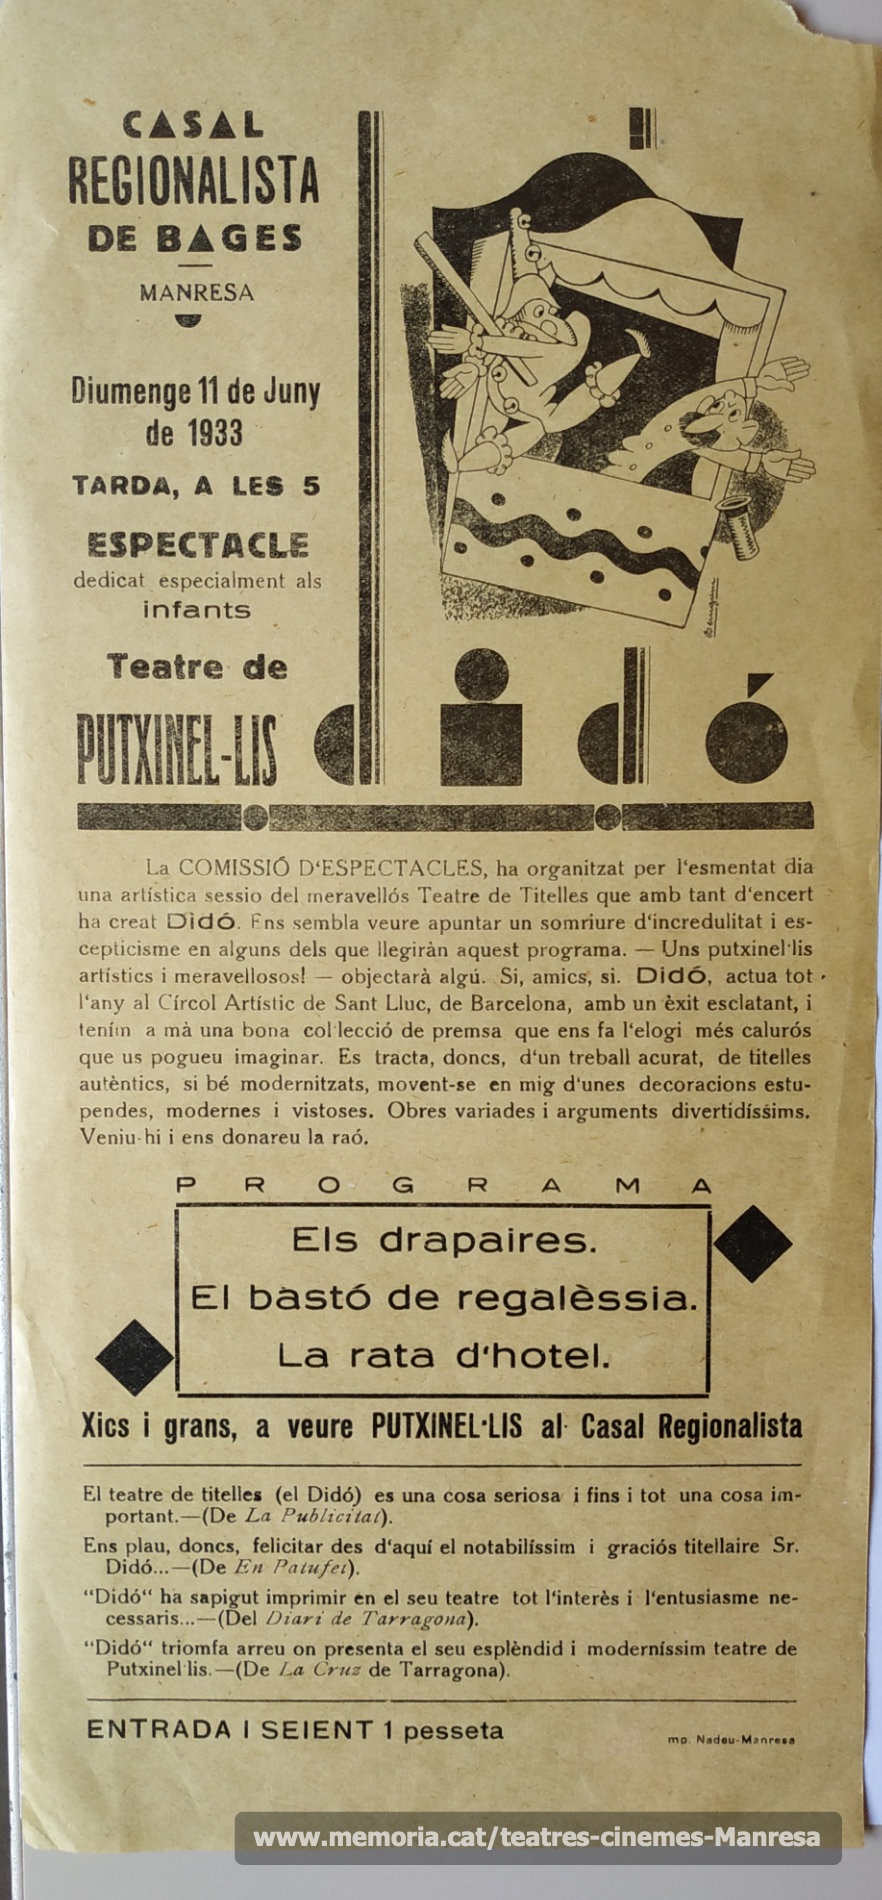 CASAL
REGIONALISTA
DE BAGES
MANRESA
Diumenge 11 de Juny
de 1933
TARDA, A LES 5
ESPECTACLE
dedicat especialment als
infants
Teatre de
PUTXINEL-LIS didó
La COMISSIÓ D'ESPECTACLES, ha organitzat per l'esmentat dia
una artística sessio del meravellós Teatre de Titelles que amb tant d'encert
ha creat Didó. Ens sembla veure apuntar un somriure d'incredulitat i es-
cepticisme en alguns dels que llegiràn aquest programa. — Uns putxinel·lis
artístics i meravellosos! — objectarà algú. Si, amics, si. Didó, actua tot
l'any al Círcol Artístic de Sant Lluc, de Barcelona, amb un èxit esclatant, i
tením a mà una bona col·lecció de premsa que ens fa l'elogi més calurós
que us pogueu imaginar. Es tracta, doncs, d'un treball acurat, de titelles
autèntics, si bé modernitzats, movent-se en mig d'unes decoracions estu-
pendes, modernes i vistoses. Obres variades i arguments divertidíssims.
Veniu-hi i ens donareu la raó.
PROGRAMA
Els drapaires.
El bastó de regalèssia.
La rata d'hotel.
Xics i grans, a veure PUTXINEL·LIS al Casal Regionalista
El teatre de titelles (el Didó) es una cosa seriosa i fins i tot una cosa im-
portant.—(De La Publicitat).
Ens plau, doncs, felicitar des d'aquí el notabilíssim i graciós titellaire Sr.
Didó...—(De En Patufet).
"Didó" ha sapigut imprimir en el seu teatre tot l'interès i l'entusiasme ne-
cessaris...—(Del Diari de Tarragona).
"Didó" triomfa arreu on presenta el seu esplèndid i moderníssim teatre de
Putxinel·lis.—(De La Cruz de Tarragona).
ENTRADA I SEIENT 1 pesseta
mp. Nadeu-Manresa
www.memoria.cat/teatres-cinemes-Manresa